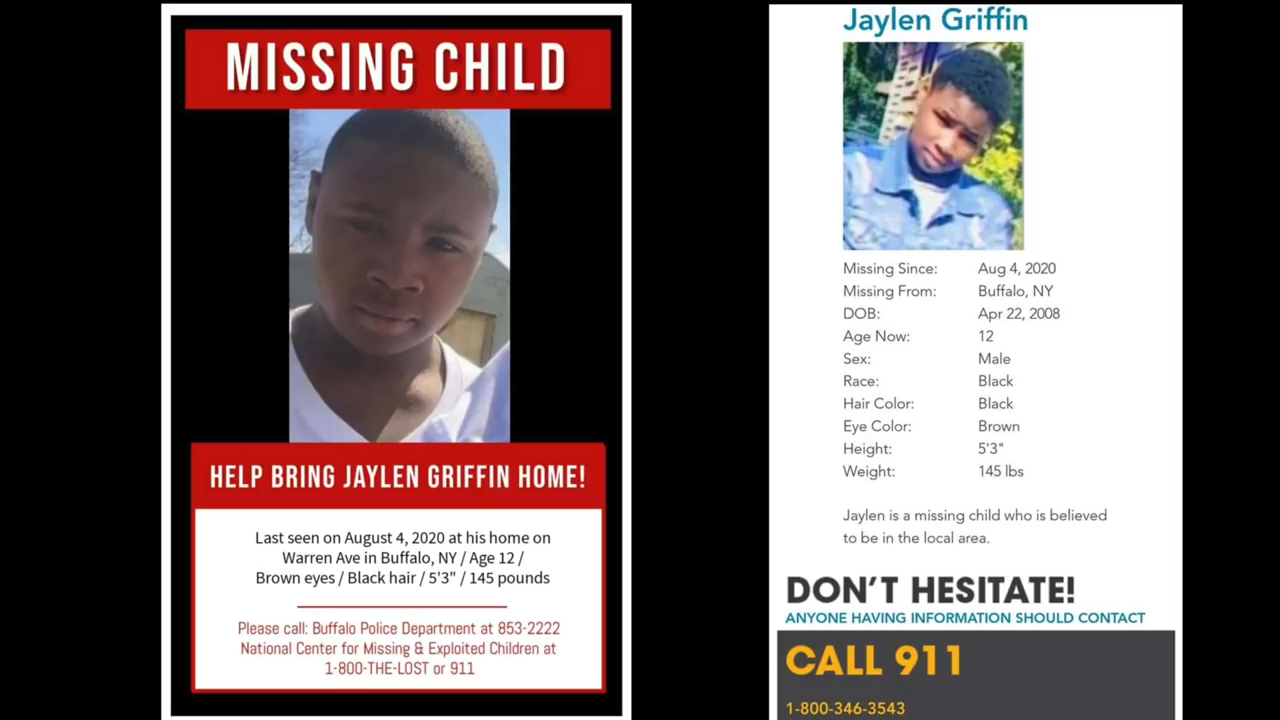 MISSING CHILD
HELP BRING JAYLEN GRIFFIN HOME!
Last seen on August 4, 2020 at his home on
Warren Ave in Buffalo, NY / Age 12 /
Brown eyes / Black hair / 5'3" / 145 pounds
Please call: Buffalo Police Department at 853-2222
National Center for Missing & Exploited Children at
1-800-THE-LOST or 911
Jaylen Griffin
Missing Since: Aug 4, 2020
Missing From: Buffalo, NY
DOB: Apr 22, 2008
Age Now: 12
Sex: Male
Race: Black
Hair Color: Black
Eye Color: Brown
Height: 5'3"
Weight: 145 lbs
Jaylen is a missing child who is believed
to be in the local area.
DON'T HESITATE!
ANYONE HAVING INFORMATION SHOULD CONTACT
CALL 911
1-800-346-3543